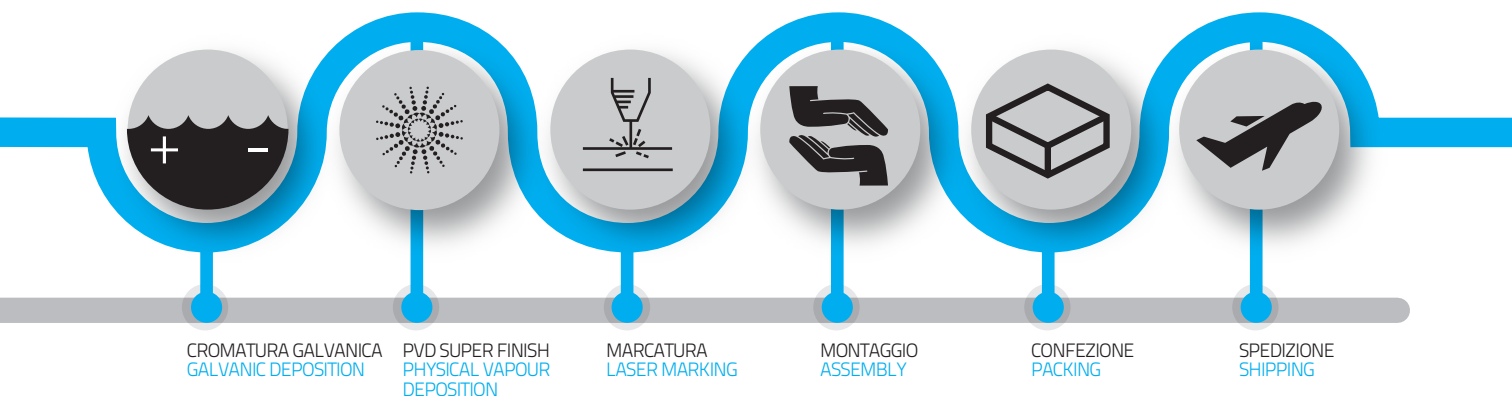 CROMATURA GALVANICA
GALVANIC DEPOSITION
PVD SUPER FINISH
PHYSICAL VAPOUR
DEPOSITION
MARCATURA
LASER MARKING
MONTAGGIO
ASSEMBLY
CONFEZIONE
PACKING
SPEDIZIONE
SHIPPING